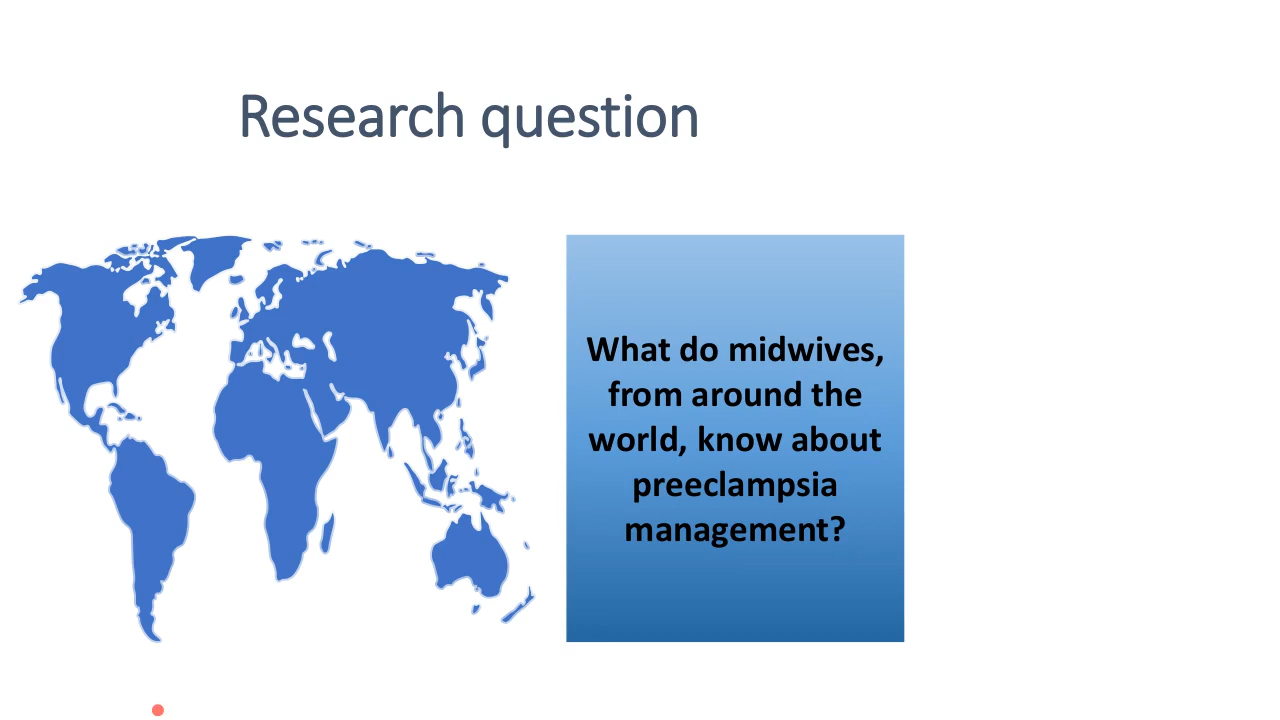 Research question
What do midwives,
from around the
world, know about
preeclampsia
management?